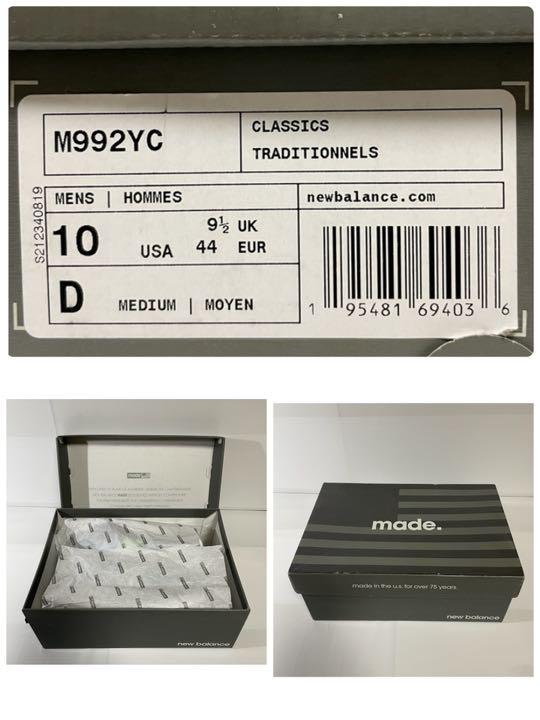 M992YC
CLASSICS
TRADITIONNELS
S212340819
MENS | HOMMES
newbalance.com
10 USA
9½ UK
44 EUR
D MEDIUM | MOYEN
1 95481 69403 6
made
new balance
made.
made in the u.s. for over 75 years
new balance